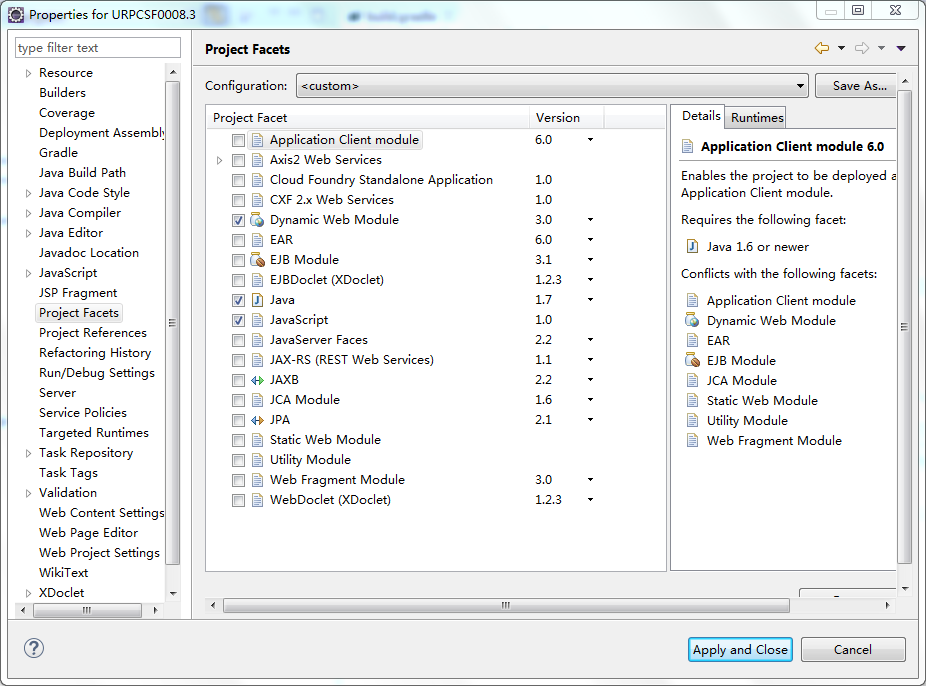 Properties for URPCSF0008.3
build.gradle
type filter text
Resource
Builders
Coverage
Deployment Assembly
Gradle
Java Build Path
Java Code Style
Java Compiler
Java Editor
Javadoc Location
JavaScript
JSP Fragment
Project Facets
Project References
Refactoring History
Run/Debug Settings
Server
Service Policies
Targeted Runtimes
Task Repository
Task Tags
Validation
Web Content Settings
Web Page Editor
Web Project Settings
WikiText
XDoclet
Project Facets
Configuration: <custom> Save As...
Project Facet Version
Application Client module 6.0
Axis2 Web Services
Cloud Foundry Standalone Application 1.0
CXF 2.x Web Services 1.0
Dynamic Web Module 3.0
EAR 6.0
EJB Module 3.1
EJBDoclet (XDoclet) 1.2.3
Java 1.7
JavaScript 1.0
JavaServer Faces 2.2
JAX-RS (REST Web Services) 1.1
JAXB 2.2
JCA Module 1.6
JPA 2.1
Static Web Module
Utility Module
Web Fragment Module 3.0
WebDoclet (XDoclet) 1.2.3
Details Runtimes
Application Client module 6.0
Enables the project to be deployed a
Application Client module.
Requires the following facet:
Java 1.6 or newer
Conflicts with the following facets:
Application Client module
Dynamic Web Module
EAR
EJB Module
JCA Module
Static Web Module
Utility Module
Web Fragment Module
Apply and Close Cancel